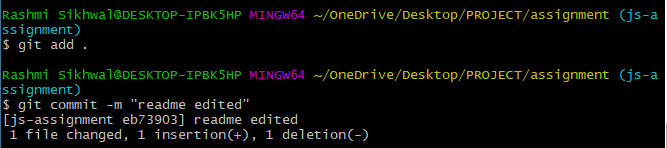 Rashmi Sikhwal@DESKTOP-IPBK5HP MINGW64 ~/OneDrive/Desktop/PROJECT/assignment (js-a
ssignment)
$ git add .
Rashmi Sikhwal@DESKTOP-IPBK5HP MINGW64 ~/OneDrive/Desktop/PROJECT/assignment (js-a
ssignment)
$ git commit -m "readme edited"
[js-assignment eb73903] readme edited
 1 file changed, 1 insertion(+), 1 deletion(-)